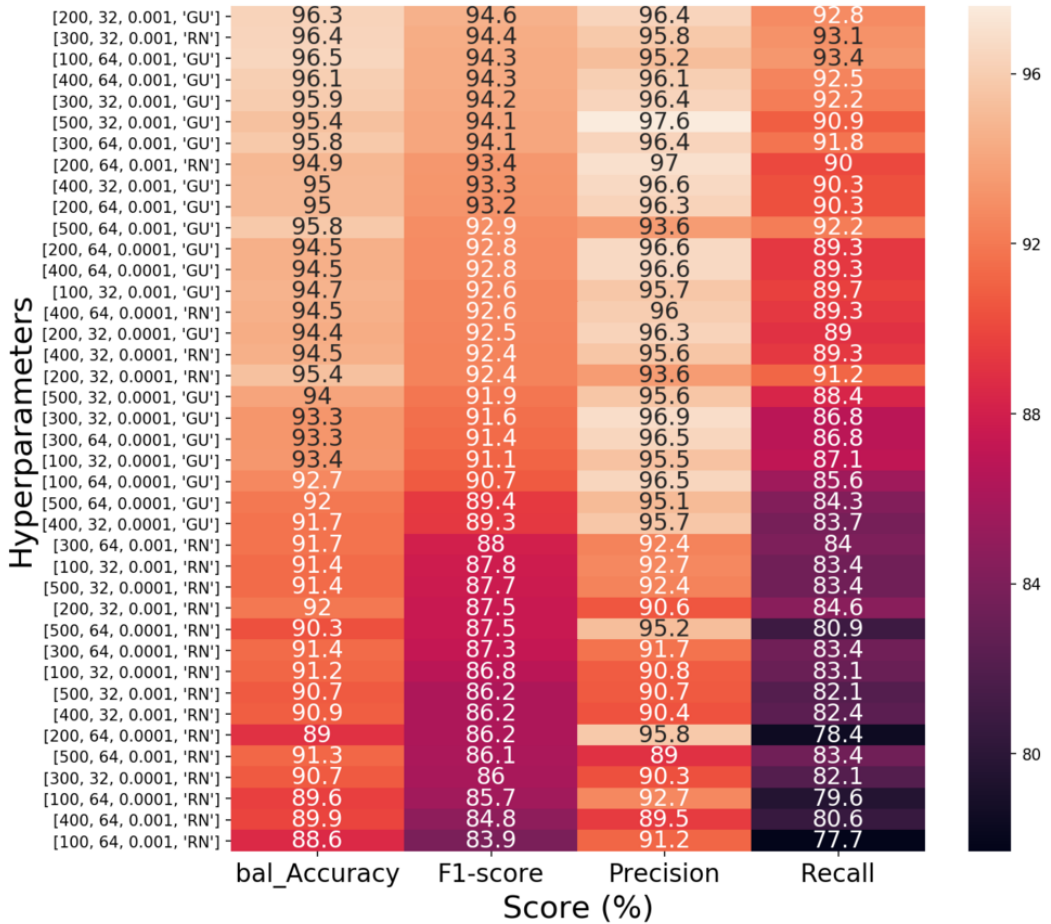 [200, 32, 0.001, 'GU'] 96.3 94.6 96.4 92.8
[300, 32, 0.001, 'RN'] 96.4 94.4 95.8 93.1
[100, 64, 0.001, 'GU'] 96.5 94.3 95.2 93.4
[400, 64, 0.001, 'GU'] 96.1 94.3 96.1 92.5
[300, 32, 0.001, 'GU'] 95.9 94.2 96.4 92.2
[500, 32, 0.001, 'GU'] 95.4 94.1 97.6 90.9
[300, 64, 0.001, 'GU'] 95.8 94.1 96.4 91.8
[200, 64, 0.001, 'RN'] 94.9 93.4 97 90
[400, 32, 0.001, 'GU'] 95 93.3 96.6 90.3
[200, 64, 0.001, 'GU'] 95 93.2 96.3 90.3
[500, 64, 0.001, 'GU'] 95.8 92.9 93.6 92.2
[200, 64, 0.0001, 'GU'] 94.5 92.8 96.6 89.3
[400, 64, 0.0001, 'GU'] 94.5 92.8 96.6 89.3
[100, 32, 0.001, 'GU'] 94.7 92.6 95.7 89.7
[400, 64, 0.0001, 'RN'] 94.5 92.6 96 89.3
[200, 32, 0.0001, 'GU'] 94.4 92.5 96.3 89
[400, 32, 0.0001, 'RN'] 94.5 92.4 95.6 89.3
[200, 32, 0.0001, 'RN'] 95.4 92.4 93.6 91.2
[500, 32, 0.0001, 'GU'] 94 91.9 95.6 88.4
[300, 32, 0.0001, 'GU'] 93.3 91.6 96.9 86.8
[300, 64, 0.0001, 'GU'] 93.3 91.4 96.5 86.8
[100, 32, 0.0001, 'GU'] 93.4 91.1 95.5 87.1
[100, 64, 0.0001, 'GU'] 92.7 90.7 96.5 85.6
[500, 64, 0.0001, 'GU'] 92 89.4 95.1 84.3
[400, 32, 0.0001, 'GU'] 91.7 89.3 95.7 83.7
[300, 64, 0.001, 'RN'] 91.7 88 92.4 84
[100, 32, 0.001, 'RN'] 91.4 87.8 92.7 83.4
[500, 32, 0.0001, 'RN'] 91.4 87.7 92.4 83.4
[200, 32, 0.001, 'RN'] 92 87.5 90.6 84.6
[500, 64, 0.0001, 'RN'] 90.3 87.5 95.2 80.9
[300, 64, 0.0001, 'RN'] 91.4 87.3 91.7 83.4
[100, 32, 0.0001, 'RN'] 91.2 86.8 90.8 83.1
[500, 32, 0.001, 'RN'] 90.7 86.2 90.7 82.1
[400, 32, 0.001, 'RN'] 90.9 86.2 90.4 82.4
[200, 64, 0.0001, 'RN'] 89 86.2 95.8 78.4
[500, 64, 0.001, 'RN'] 91.3 86.1 89 83.4
[300, 32, 0.0001, 'RN'] 90.7 86 90.3 82.1
[100, 64, 0.0001, 'RN'] 89.6 85.7 92.7 79.6
[400, 64, 0.001, 'RN'] 89.9 84.8 89.5 80.6
[100, 64, 0.001, 'RN'] 88.6 83.9 91.2 77.7
Hyperparameters
bal_Accuracy F1-score Precision Recall
Score (%)
96
92
88
84
80